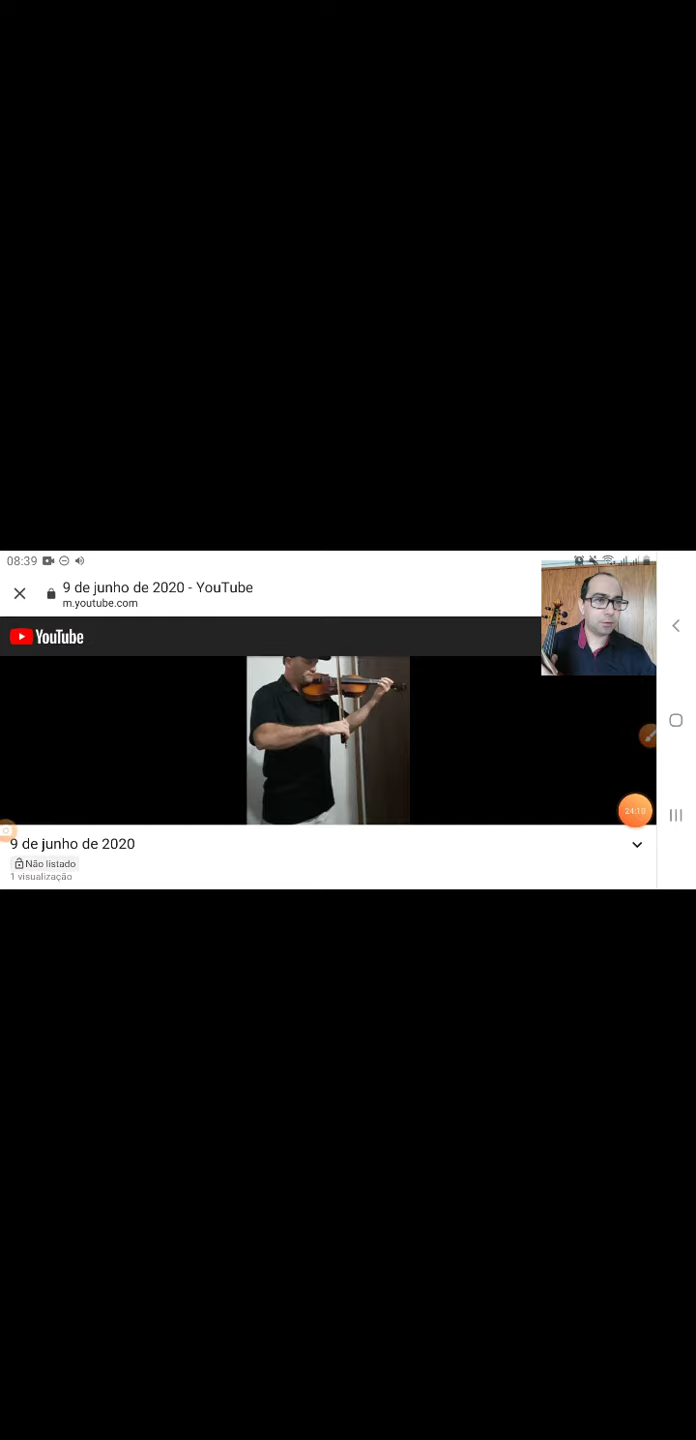 08:39
9 de junho de 2020 - YouTube
m.youtube.com
YouTube
24:10
9 de junho de 2020
Não listado
1 visualização